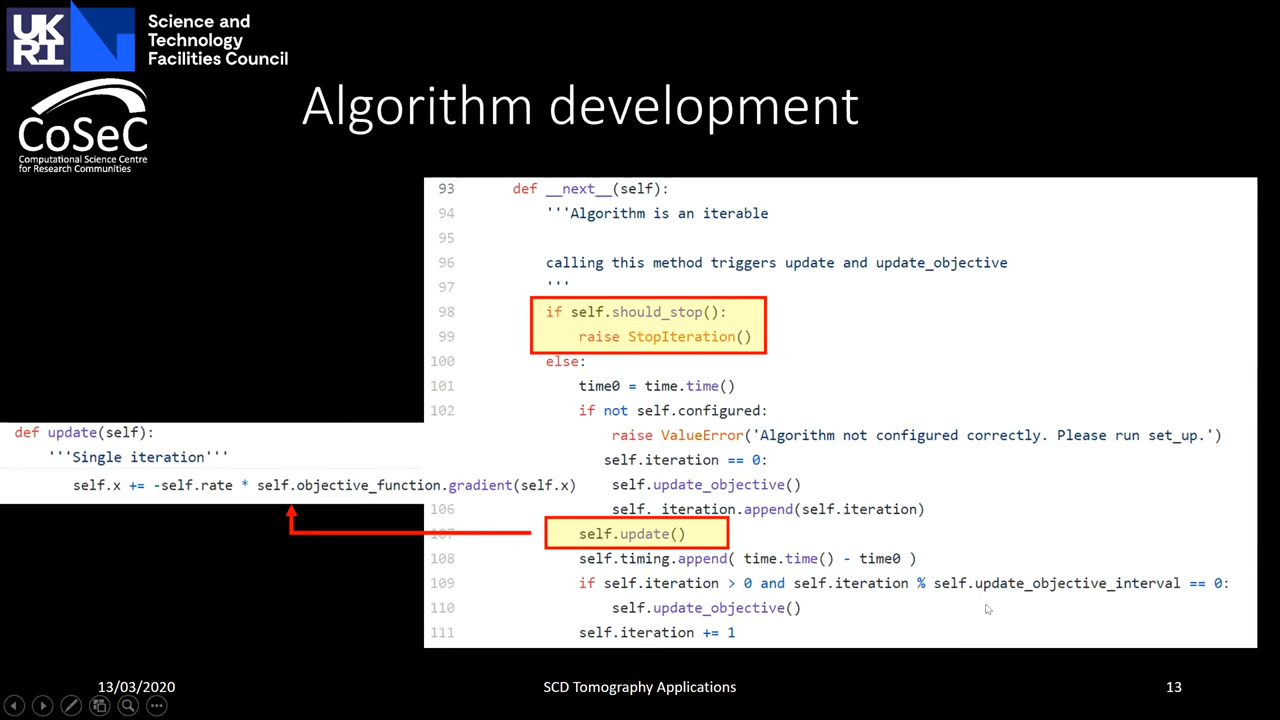 UK
RI
Science and
Technology
Facilities Council
CoSeC
Computational Science Centre
for Research Communities
Algorithm development
93 def __next__(self):
94 '''Algorithm is an iterable
95
96 calling this method triggers update and update_objective
97 '''
98 if self.should_stop():
99 raise StopIteration()
100 else:
101 time0 = time.time()
102 if not self.configured:
raise ValueError('Algorithm not configured correctly. Please run set_up.')
self.iteration == 0:
self.update_objective()
106 self._iteration.append(self.iteration)
107 self.update()
108 self.timing.append( time.time() - time0 )
109 if self.iteration > 0 and self.iteration % self.update_objective_interval == 0:
110 self.update_objective()
111 self.iteration += 1
def update(self):
'''Single iteration'''
self.x += -self.rate * self.objective_function.gradient(self.x)
13/03/2020
SCD Tomography Applications
13